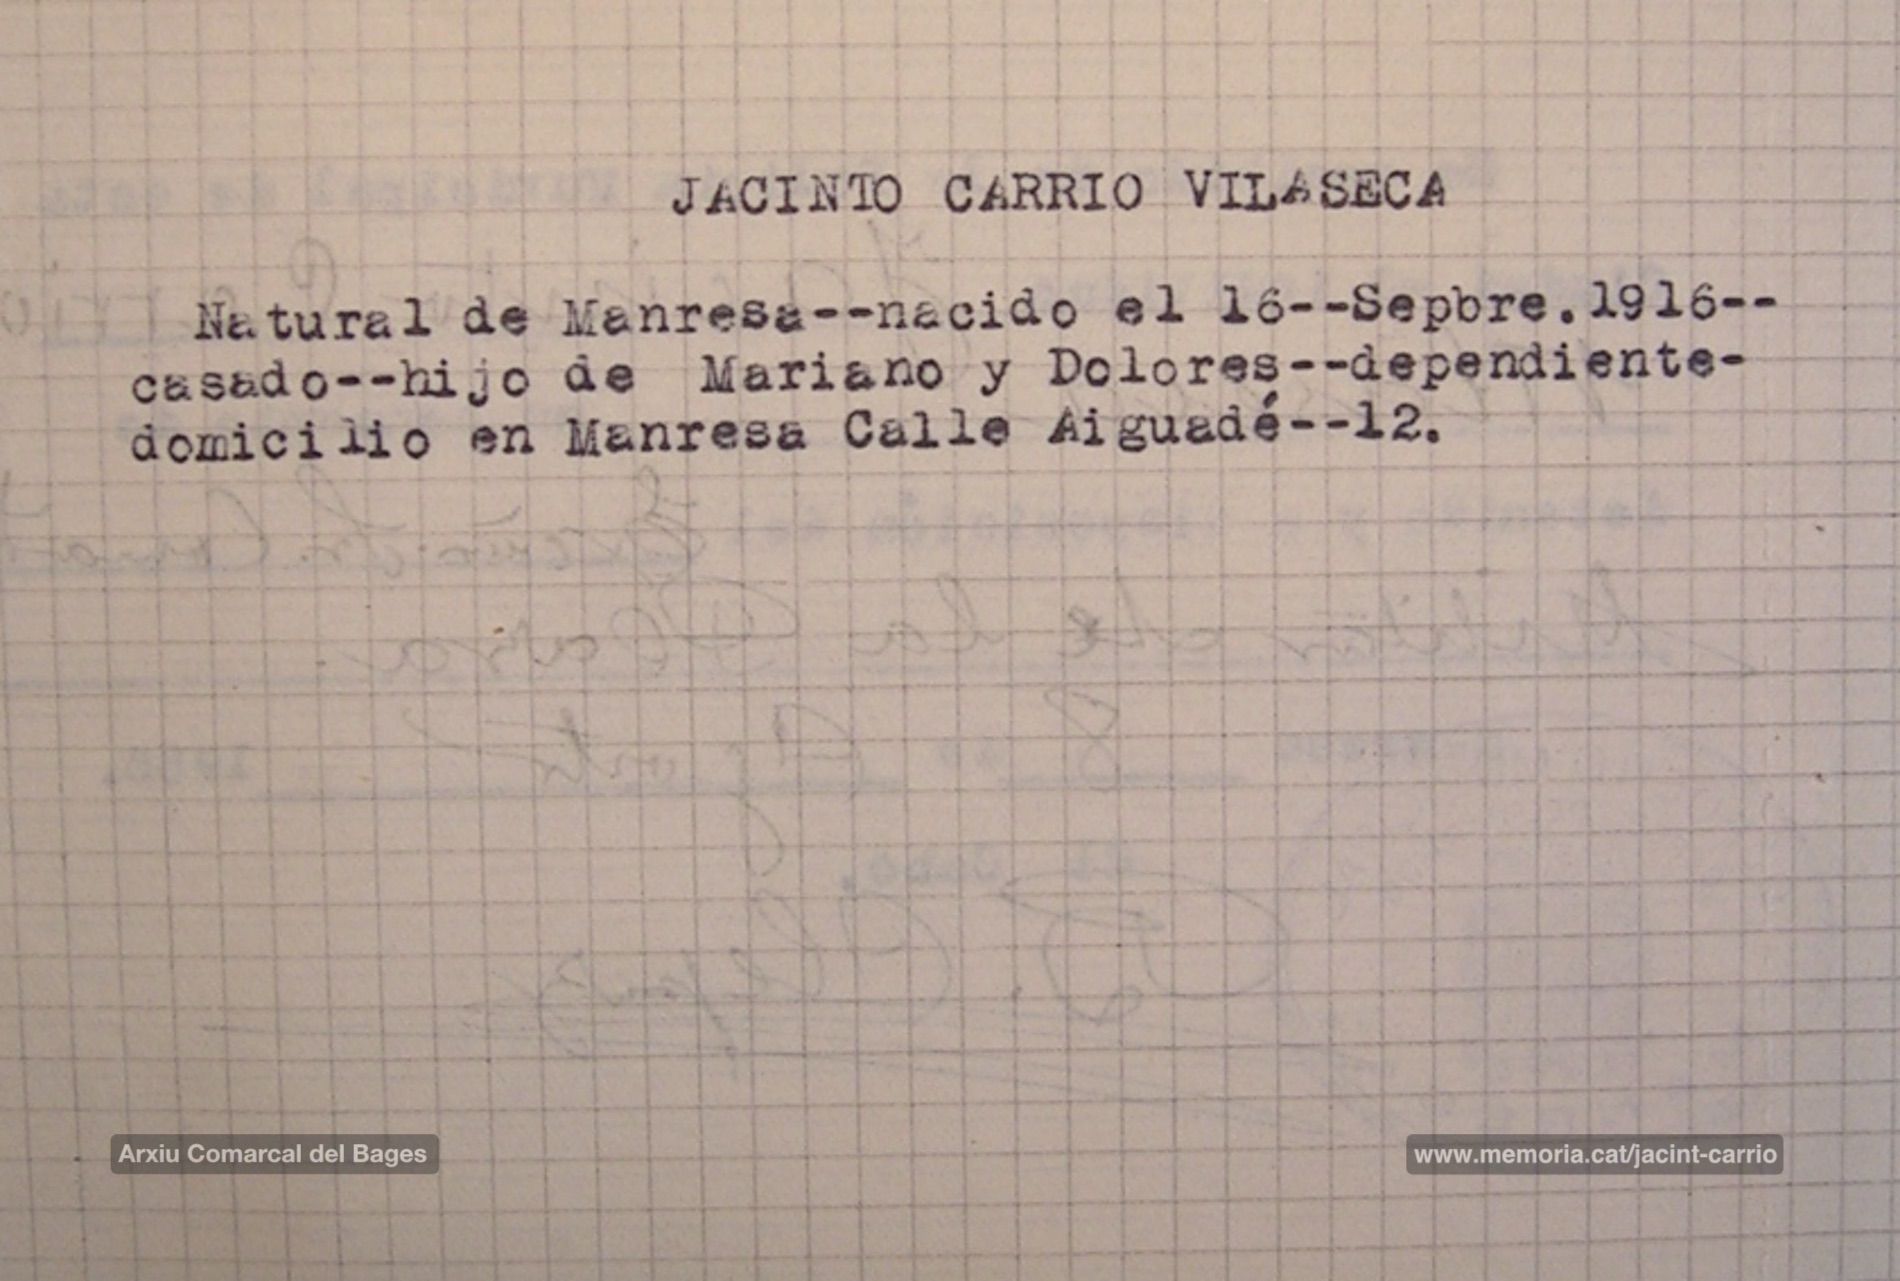 JACINTO CARRIO VILASECA
Natural de Manresa--nacido el 16--Sepbre.1916--
casado--hijo de Mariano y Dolores--dependiente-
domicilio en Manresa Calle Aiguadé--12.
Arxiu Comarcal del Bages
www.memoria.cat/jacint-carrio